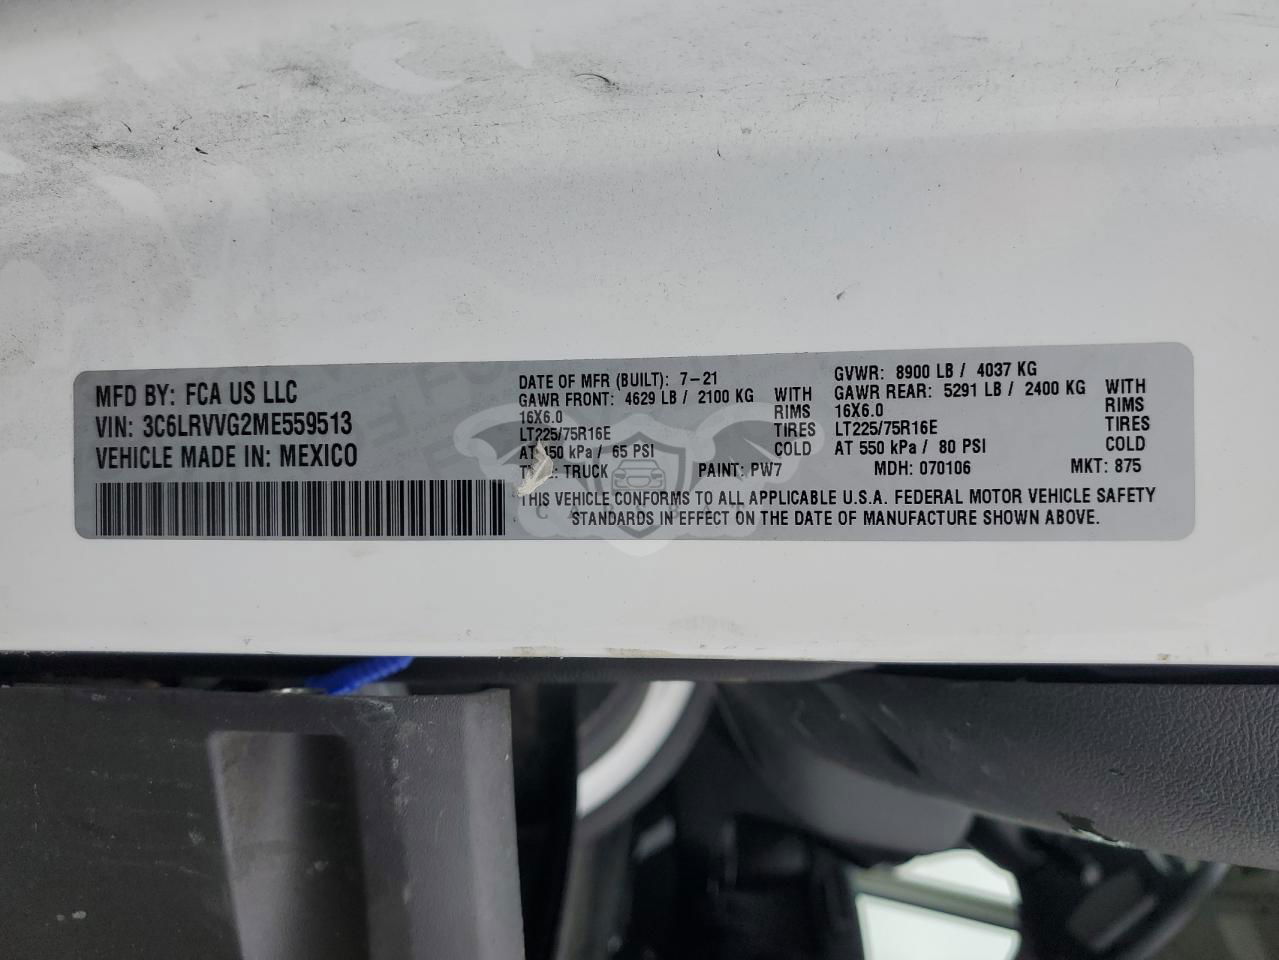 MFD BY: FCA US LLC
VIN: 3C6LRVVG2ME559513
VEHICLE MADE IN: MEXICO
DATE OF MFR (BUILT): 7-21
GAWR FRONT: 4629 LB / 2100 KG WITH
16X6.0 RIMS
LT225/75R16E TIRES
AT 450 kPa / 65 PSI COLD
TRUCK PAINT: PW7
GVWR: 8900 LB / 4037 KG
GAWR REAR: 5291 LB / 2400 KG WITH
16X6.0 RIMS
LT225/75R16E TIRES
AT 550 kPa / 80 PSI COLD
MDH: 070106 MKT: 875
THIS VEHICLE CONFORMS TO ALL APPLICABLE U.S.A. FEDERAL MOTOR VEHICLE SAFETY
STANDARDS IN EFFECT ON THE DATE OF MANUFACTURE SHOWN ABOVE.